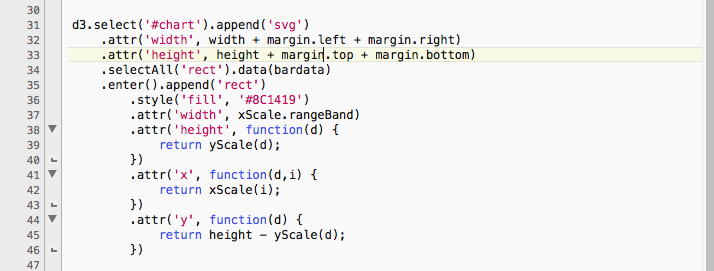 30
31 d3.select('#chart').append('svg')
32 .attr('width', width + margin.left + margin.right)
33 .attr('height', height + margin.top + margin.bottom)
34 .selectAll('rect').data(bardata)
35 .enter().append('rect')
36 .style('fill', '#8C1419')
37 .attr('width', xScale.rangeBand)
38 .attr('height', function(d) {
39 return yScale(d);
40 })
41 .attr('x', function(d,i) {
42 return xScale(i);
43 })
44 .attr('y', function(d) {
45 return height - yScale(d);
46 })
47